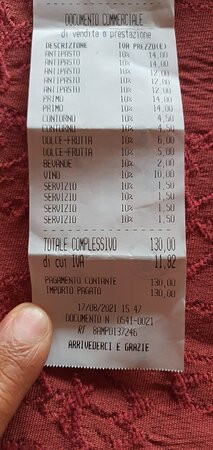 DOCUMENTO COMMERCIALE
di vendita o prestazione
DESCRIZIONE IVA PREZZO(€)
ANTIPASTO 10% 14,00
ANTIPASTO 10% 14,00
ANTIPASTO 10% 12,00
ANTIPASTO 10% 12,00
ANTIPASTO 10% 12,00
PRIMO 10% 14,00
PRIMO 10% 14,00
CONTORNO 10% 4,50
CONTORNO 10% 4,50
DOLCE-FRUTTA 10% 6,00
DOLCE-FRUTTA 10% 5,00
BEVANDE 10% 2,00
VINO 10% 10,00
SERVIZIO 10% 1,50
SERVIZIO 10% 1,50
SERVIZIO 10% 1,50
SERVIZIO 10% 1,50
TOTALE COMPLESSIVO 130,00
di cui IVA 11,82
PAGAMENTO CONTANTE 130,00
IMPORTO PAGATO 130,00
17/08/2021 15:47
DOCUMENTO N. 0541-0021
RT 8AMPD137246
ARRIVEDERCI E GRAZIE